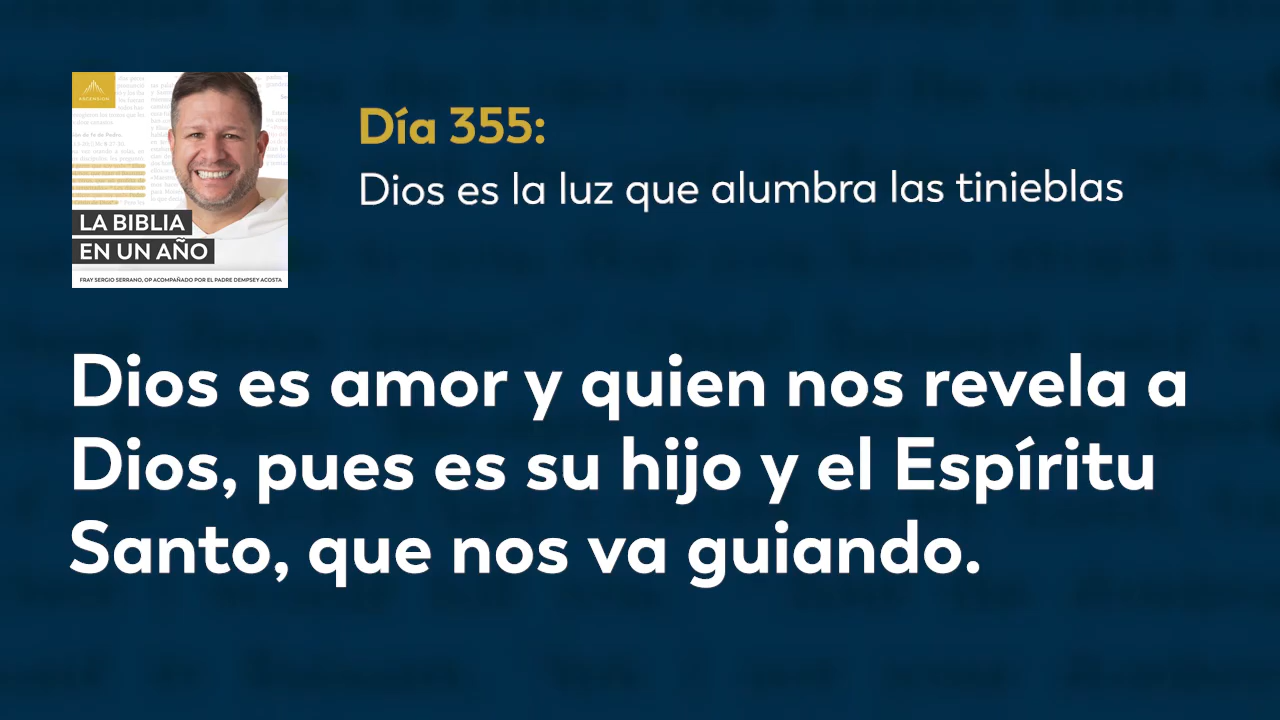 ASCENSION
LA BIBLIA
EN UN AÑO
FRAY SERGIO SERRANO, OP ACOMPAÑADO POR EL PADRE DEMPSEY ACOSTA
Día 355:
Dios es la luz que alumbra las tinieblas
Dios es amor y quien nos revela a
Dios, pues es su hijo y el Espíritu
Santo, que nos va guiando.